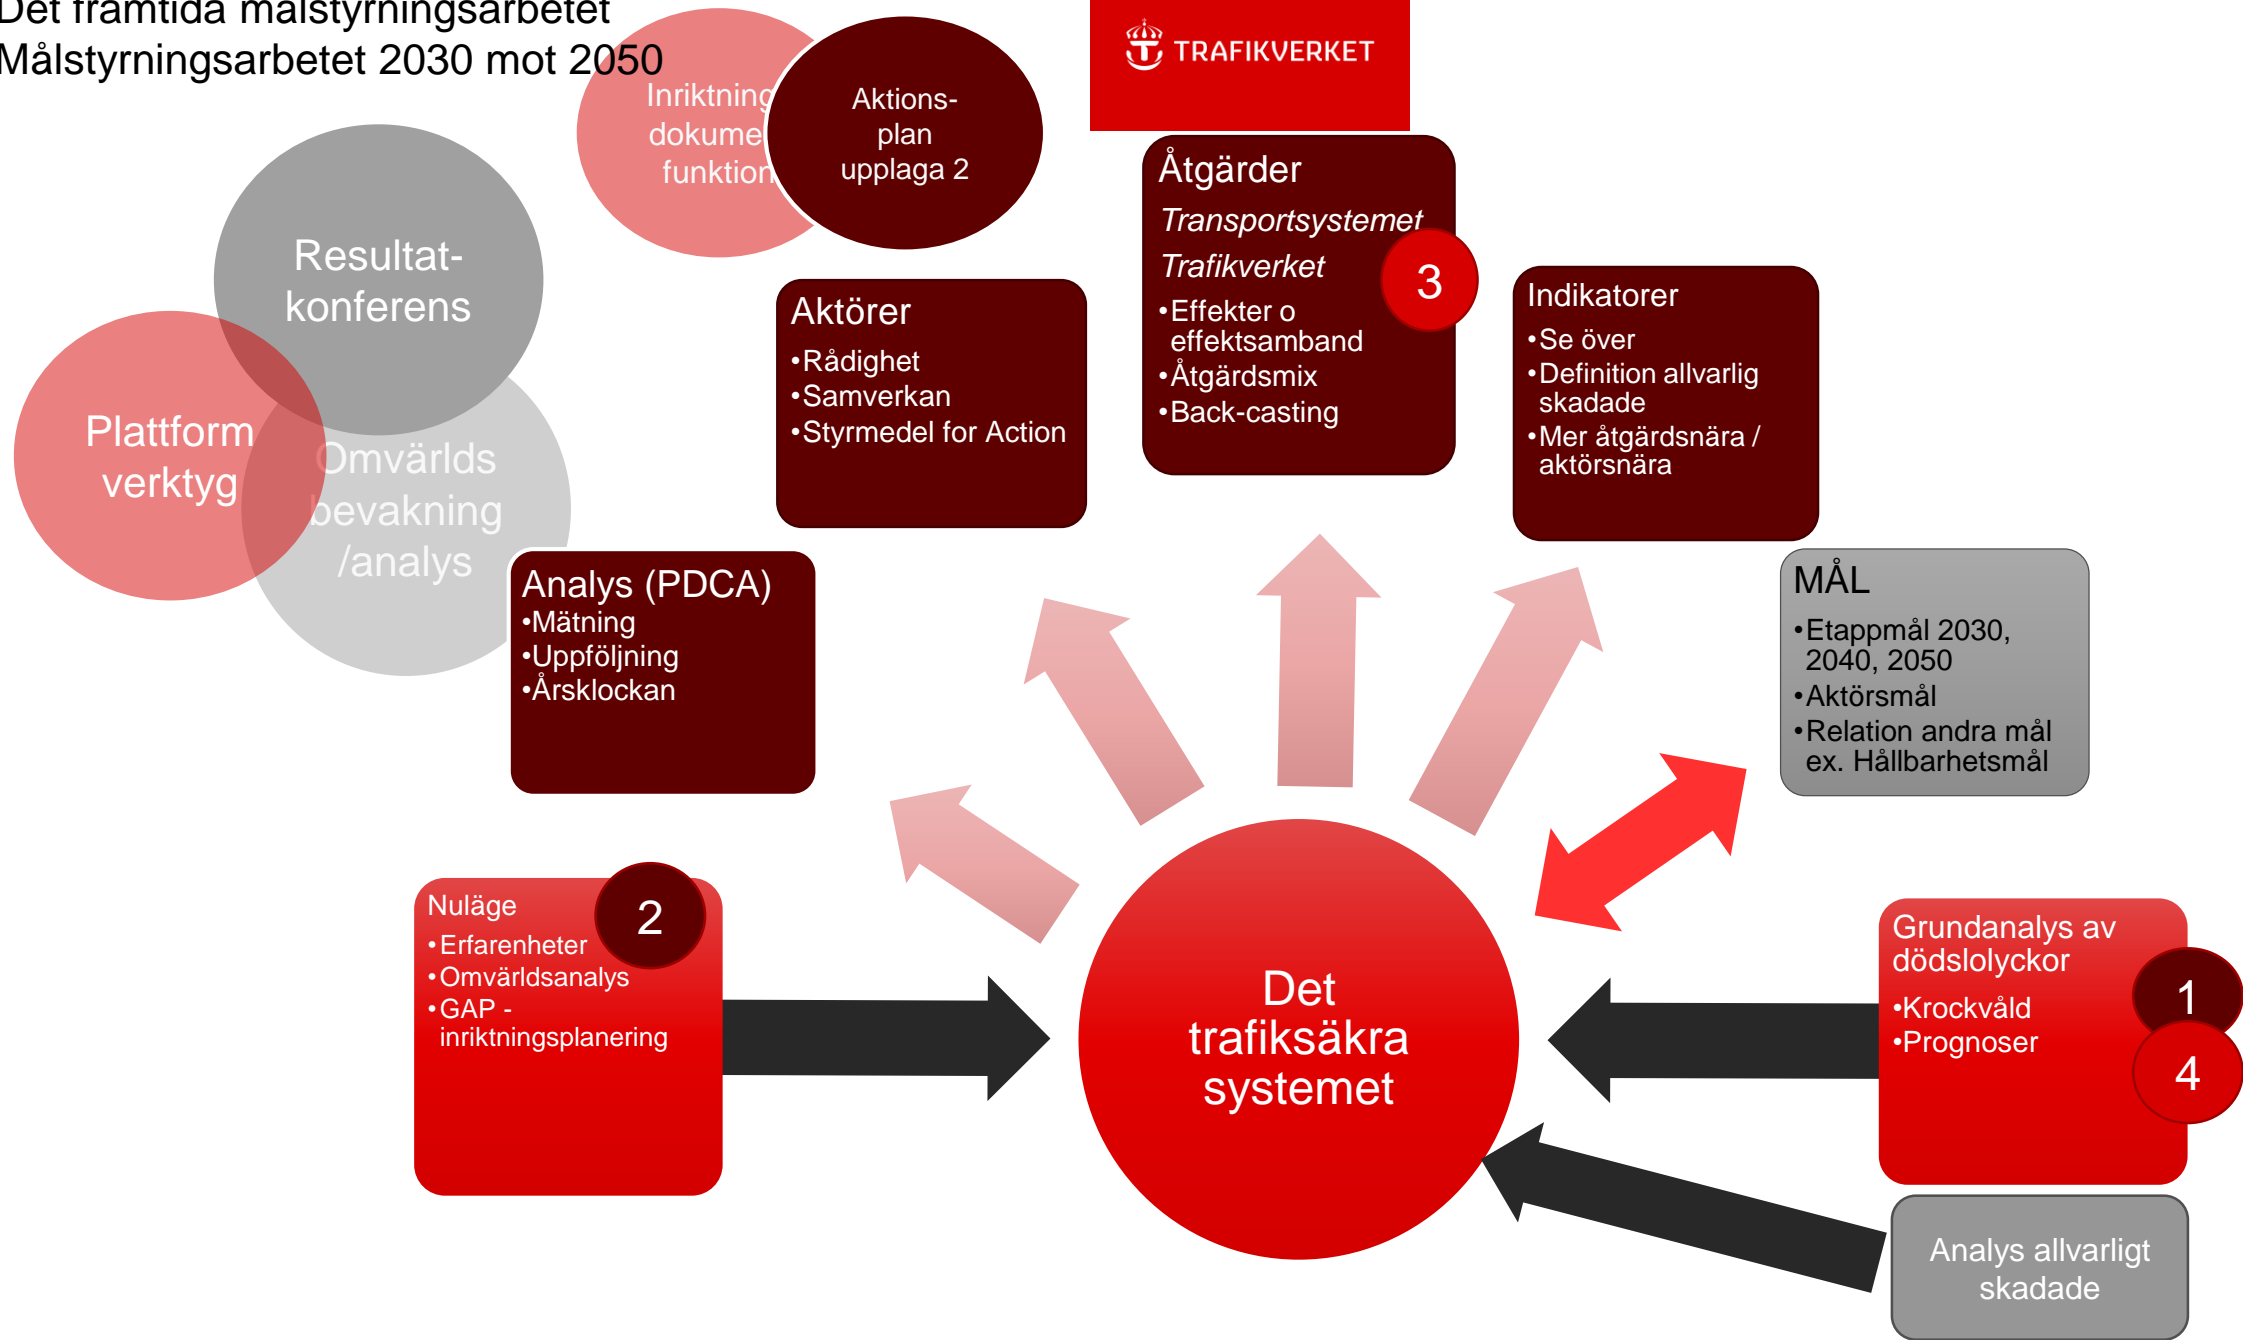 Det framtida målstyrningsarbetet
Målstyrningsarbetet 2030 mot 2050
TRAFIKVERKET
Inriktning
dokume
funktion
Aktions-
plan
upplaga 2
Resultat-
konferens
Plattform
verktyg
Omvärlds
bevakning
/analys
Analys (PDCA)
•Mätning
•Uppföljning
•Årsklockan
Aktörer
•Rådighet
•Samverkan
•Styrmedel for Action
Åtgärder
Transportsystemet
Trafikverket
•Effekter o
effektsamband
•Åtgärdsmix
•Back-casting
3
Indikatorer
•Se över
•Definition allvarlig
skadade
•Mer åtgärdsnära /
aktörsnära
MÅL
•Etappmål 2030,
2040, 2050
•Aktörsmål
•Relation andra mål
ex. Hållbarhetsmål
Nuläge
•Erfarenheter
•Omvärldsanalys
•GAP -
inriktningsplanering
2
Det
trafiksäkra
systemet
Grundanalys av
dödslolyckor
•Krockvåld
•Prognoser
1
4
Analys allvarligt
skadade